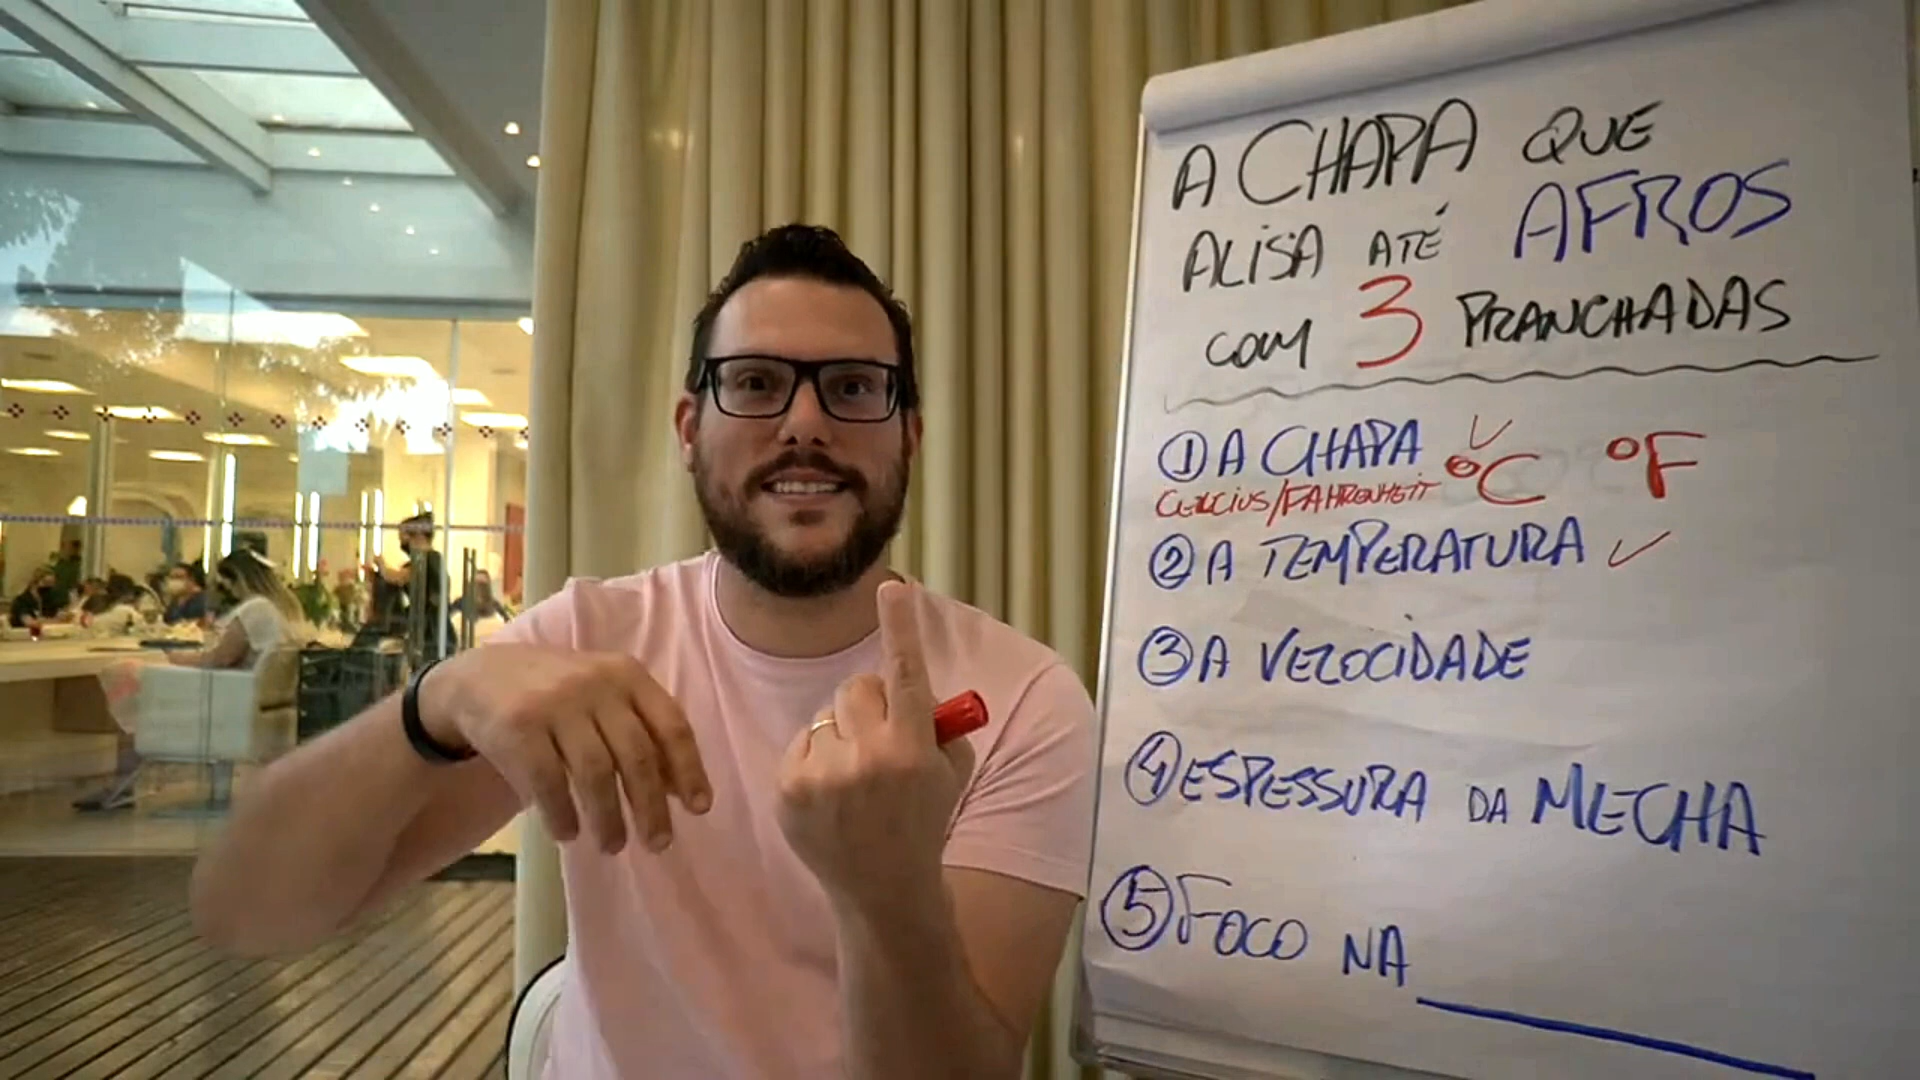 A CHAPA QUE
ALISA ATÉ AFROS
COM 3 PRANCHADAS
① A CHAPA °C °F
CELCIUS/FAHRENHEIT
② A TEMPERATURA
③ A VELOCIDADE
④ ESPESSURA DA MECHA
⑤ FOCO NA